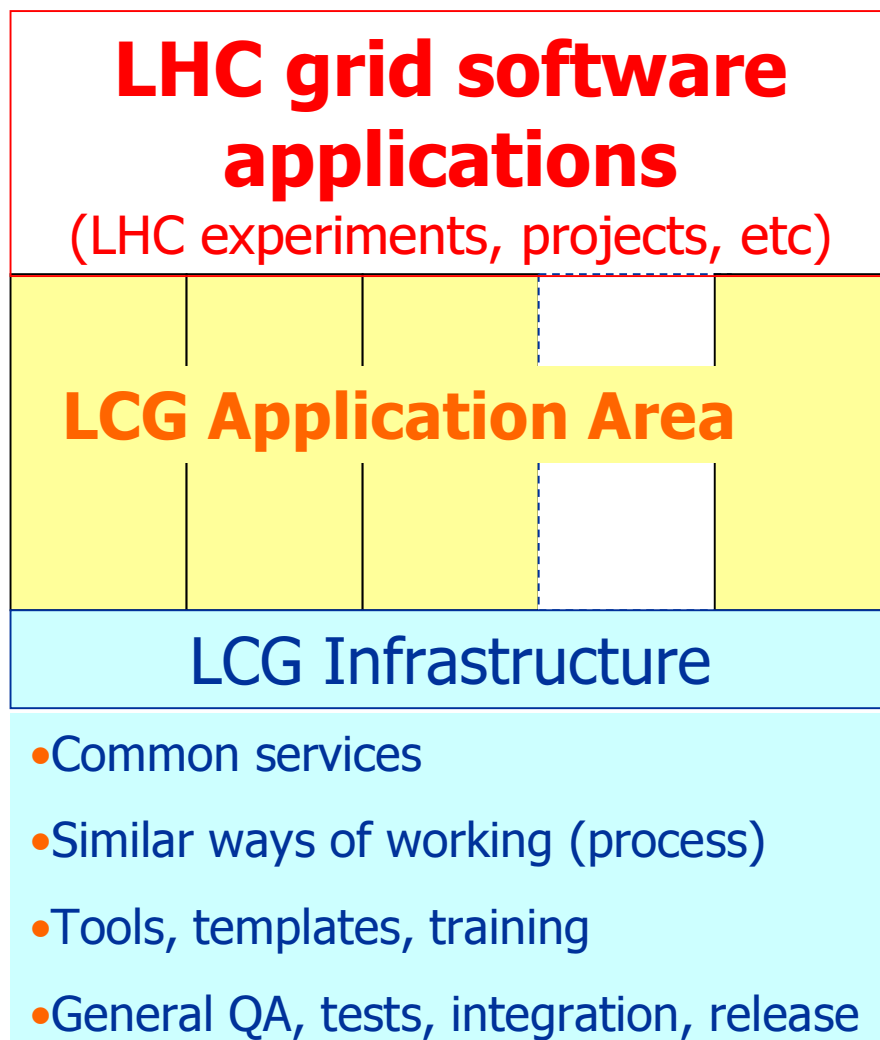 LHC grid software
applications
(LHC experiments, projects, etc)
LCG Application Area
LCG Infrastructure
•Common services
•Similar ways of working (process)
•Tools, templates, training
•General QA, tests, integration, release